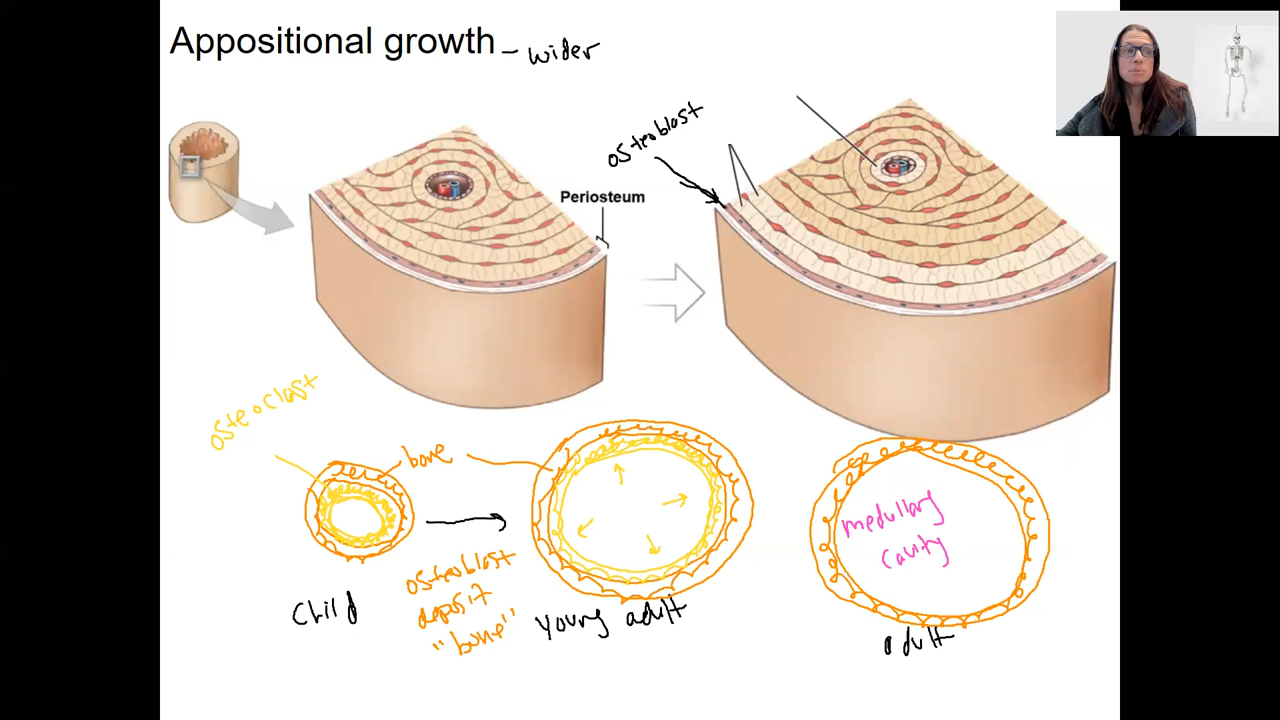 Appositional growth - wider
osteoblast
Periosteum
osteoclast
bone
medullary
cavity
osteoblast
deposit
"bone"
Child
young adult
adult